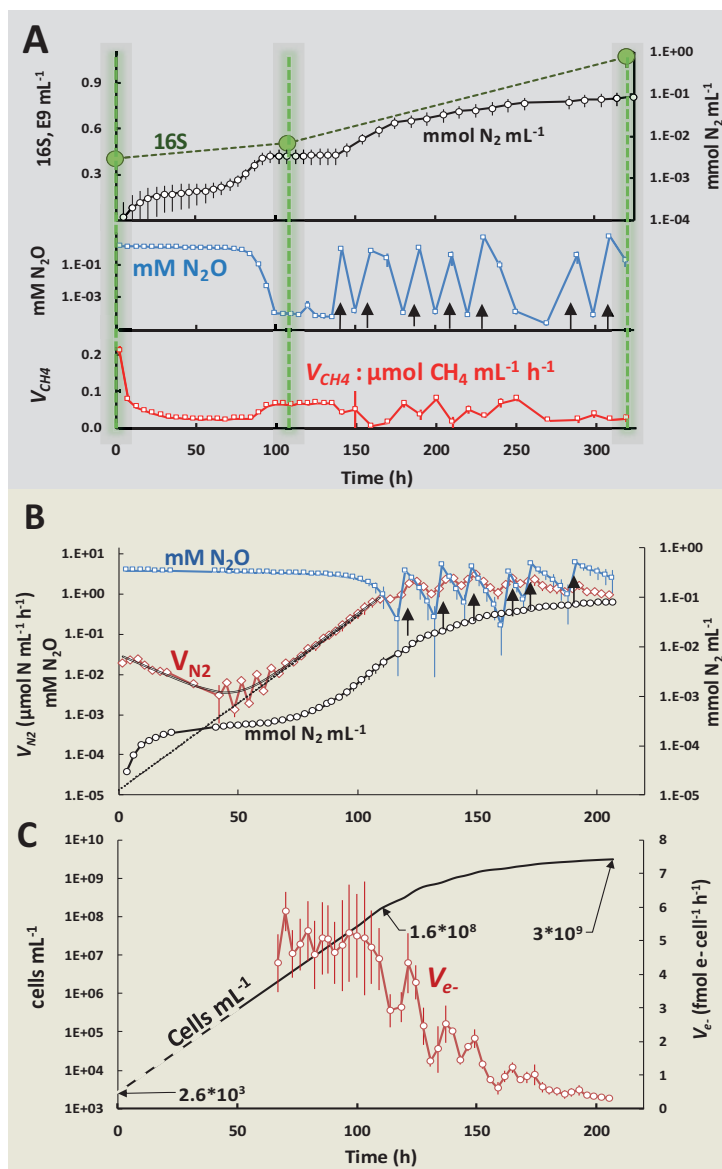 A
16S, E9 mL-1
0.9
0.6
0.3
16S
mmol N2 mL-1
1.E+00
1.E-01
1.E-02
1.E-03
1.E-04
mmol N2 mL-1
mM N2O
1.E-01
1.E-03
mM N2O
VCH4
0.2
0.1
0.0
VCH4 : µmol CH4 mL-1 h-1
0 50 100 150 200 250 300
Time (h)
B
VN2 (µmol N mL-1 h-1)
mM N2O
1.E+01
1.E+00
1.E-01
1.E-02
1.E-03
1.E-04
1.E-05
mM N2O
VN2
mmol N2 mL-1
1.E+00
1.E-01
1.E-02
1.E-03
1.E-04
1.E-05
mmol N2 mL-1
0 50 100 150 200
C
cells mL-1
1E+10
1E+09
1E+08
1E+07
1E+06
1E+05
1E+04
1E+03
Cells mL-1
2.6*10^3
1.6*10^8
3*10^9
Ve-
8
7
6
5
4
3
2
1
0
Ve- (fmol e- cell-1 h-1)
0 50 100 150 200
Time (h)